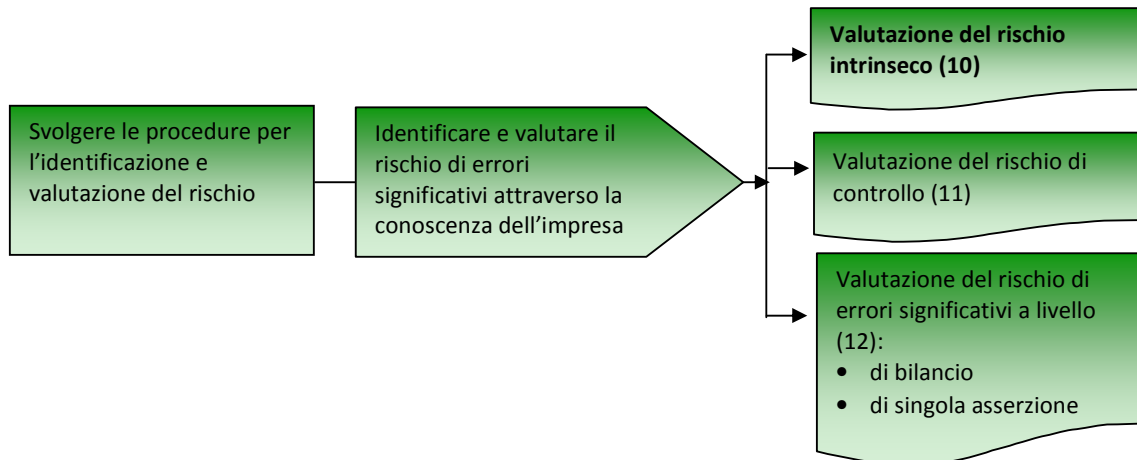 Svolgere le procedure per
l’identificazione e
valutazione del rischio
Identificare e valutare il
rischio di errori
significativi attraverso la
conoscenza dell’impresa
Valutazione del rischio
intrinseco (10)
Valutazione del rischio di
controllo (11)
Valutazione del rischio di
errori significativi a livello
(12):
• di bilancio
• di singola asserzione